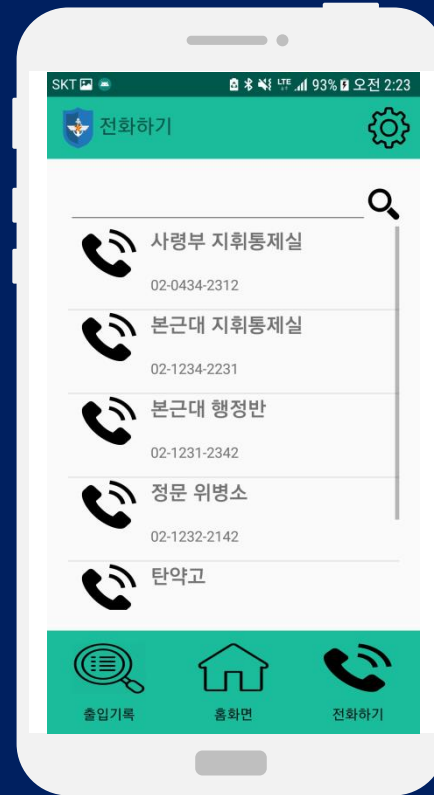 SKT LTE 93% 오전 2:23
전화하기
사령부 지휘통제실
02-0434-2312
본근대 지휘통제실
02-1234-2231
본근대 행정반
02-1231-2342
정문 위병소
02-1232-2142
탄약고
출입기록 홈화면 전화하기